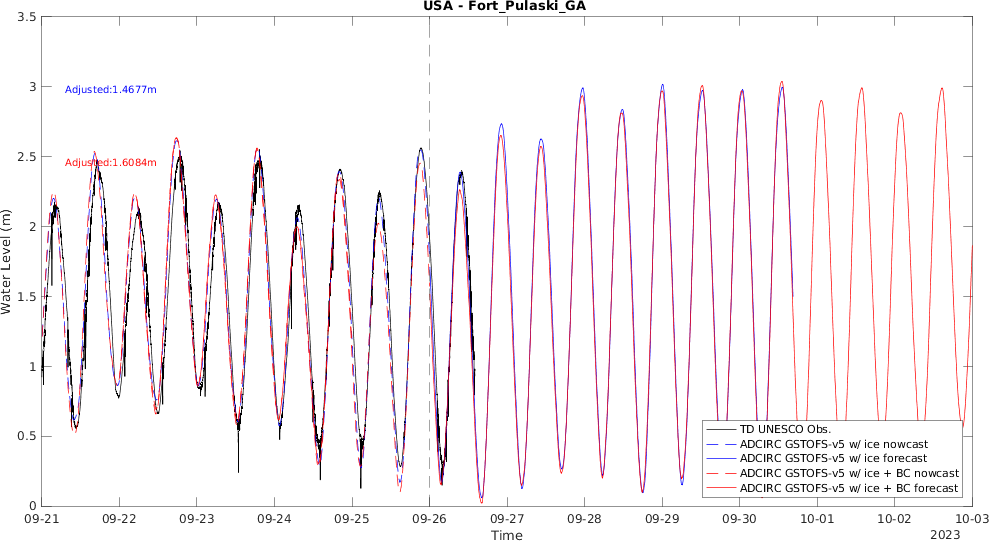 USA - Fort_Pulaski_GA
3.5
3
2.5
2
1.5
1
0.5
0
Water Level (m)
Adjusted:1.4677m
Adjusted:1.6084m
TD UNESCO Obs.
ADCIRC GSTOFS-v5 w/ ice nowcast
ADCIRC GSTOFS-v5 w/ ice forecast
ADCIRC GSTOFS-v5 w/ ice + BC nowcast
ADCIRC GSTOFS-v5 w/ ice + BC forecast
09-21 09-22 09-23 09-24 09-25 09-26 09-27 09-28 09-29 09-30 10-01 10-02 10-03
Time
2023